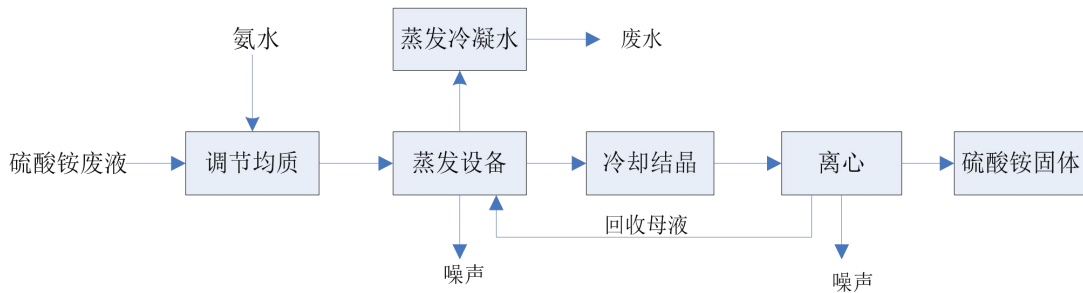 氨水
蒸发冷凝水
废水
硫酸铵废液
调节均质
蒸发设备
冷却结晶
离心
硫酸铵固体
回收母液
噪声
噪声